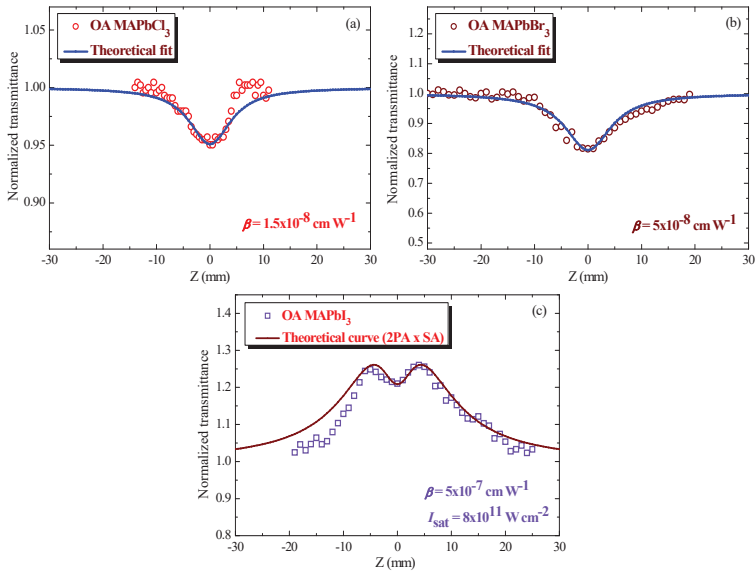 (a)
OA MAPbCl3
Theoretical fit
1.05
1.00
0.95
0.90
Normalized transmittance
β = 1.5x10-8 cm W-1
-30 -20 -10 0 10 20 30
Z (mm)
(b)
OA MAPbBr3
Theoretical fit
1.4
1.3
1.2
1.1
1.0
0.9
0.8
0.7
0.6
0.5
Normalized transmittance
β = 5x10-8 cm W-1
-30 -20 -10 0 10 20 30
Z (mm)
(c)
OA MAPbI3
Theoretical curve (2PA x SA)
1.4
1.3
1.2
1.1
1.0
0.9
0.8
Normalized transmittance
β = 5x10-7 cm W-1
Isat = 8x1011 W cm-2
-30 -20 -10 0 10 20 30
Z (mm)